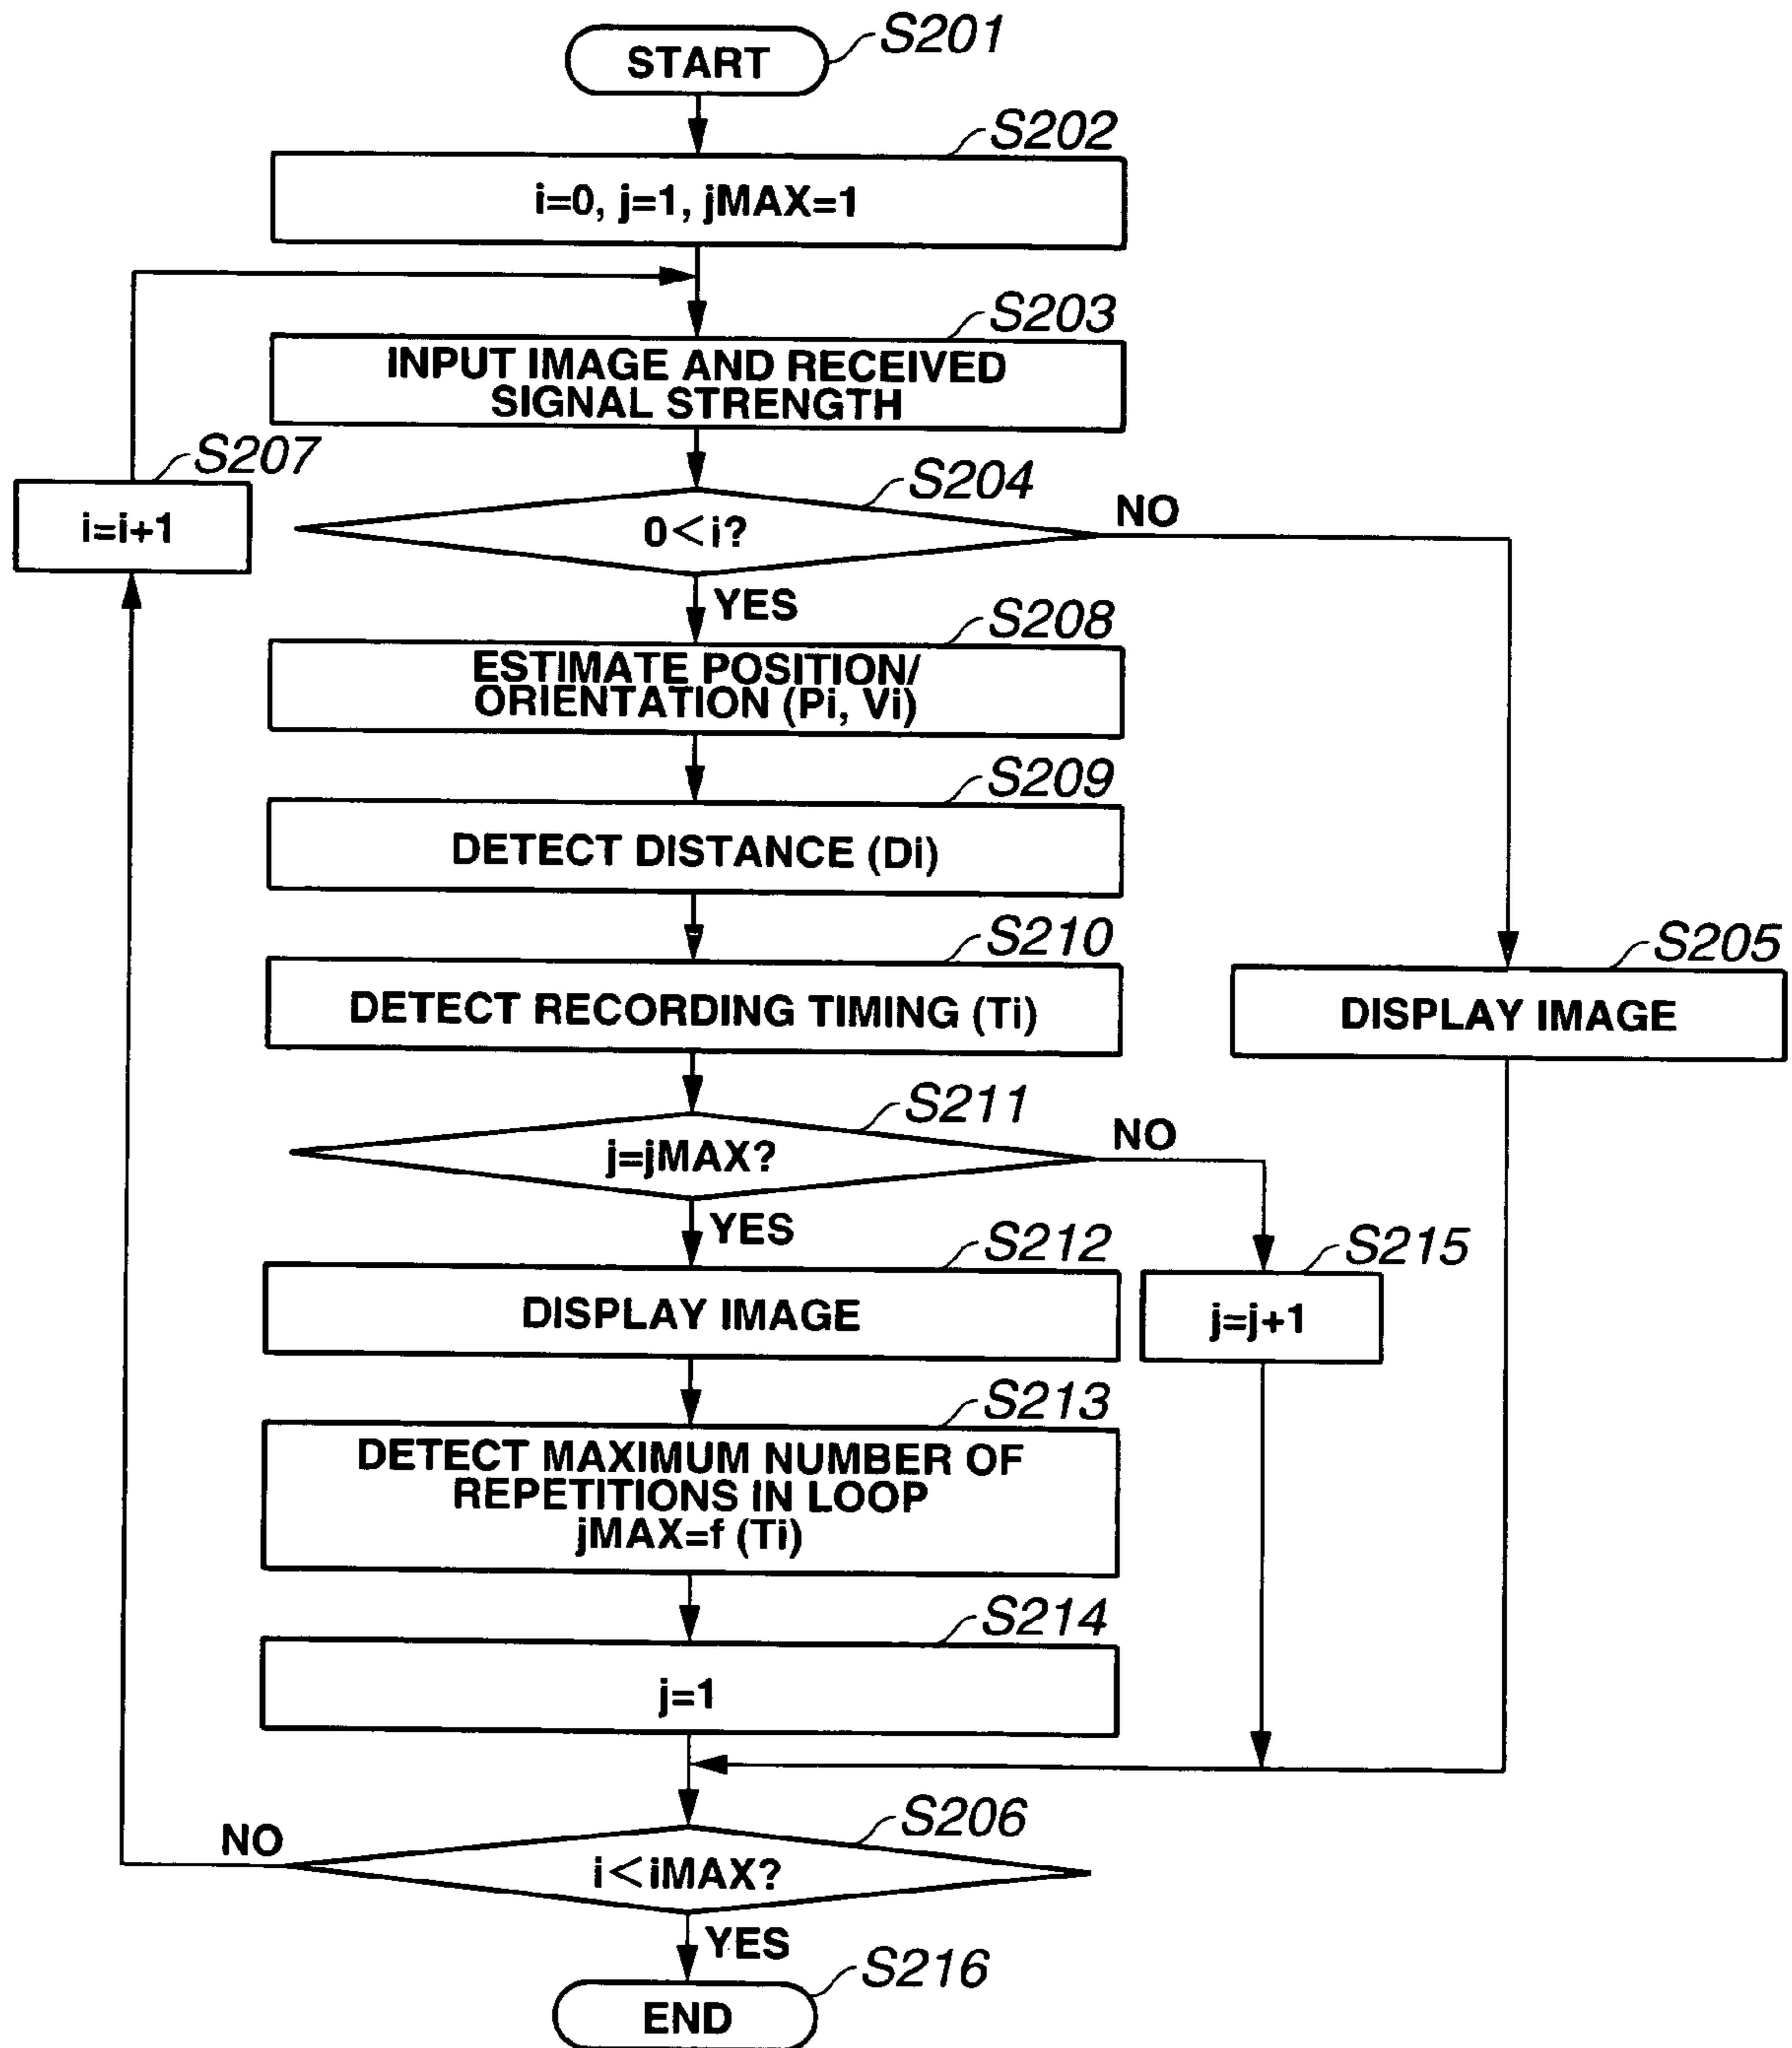 START
S201
S202
i=0, j=1, jMAX=1
S203
INPUT IMAGE AND RECEIVED
SIGNAL STRENGTH
S207
i=i+1
S204
0<i?
NO
YES
S208
ESTIMATE POSITION/
ORIENTATION (Pi, Vi)
S209
DETECT DISTANCE (Di)
S210
DETECT RECORDING TIMING (Ti)
S205
DISPLAY IMAGE
S211
j=jMAX?
NO
YES
S212
DISPLAY IMAGE
S215
j=j+1
S213
DETECT MAXIMUM NUMBER OF
REPETITIONS IN LOOP
jMAX=f (Ti)
S214
j=1
S206
NO
i<iMAX?
YES
S216
END